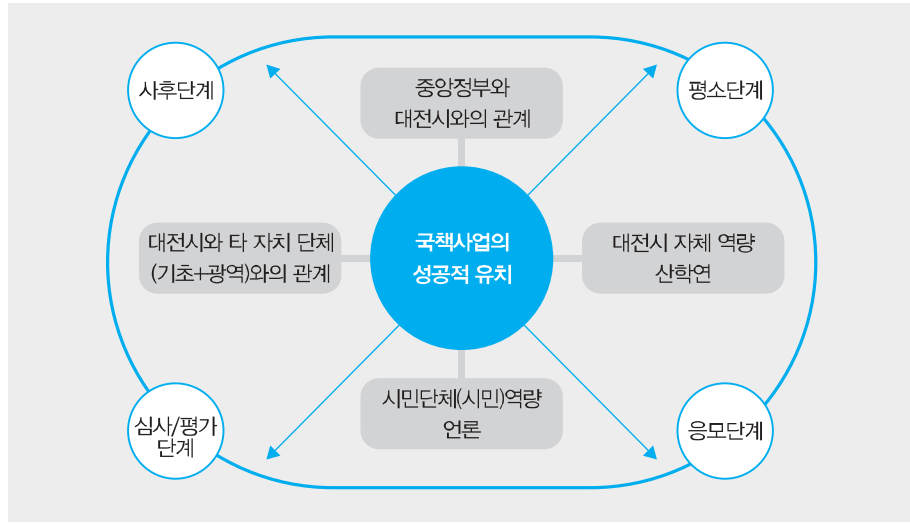 사후단계
중앙정부와
대전시와의 관계
평소단계
대전시와 타 자치 단체
(기초+광역)와의 관계
국책사업의
성공적 유치
대전시 자체 역량
산학연
시민단체(시민)역량
언론
심사/평가
단계
응모단계